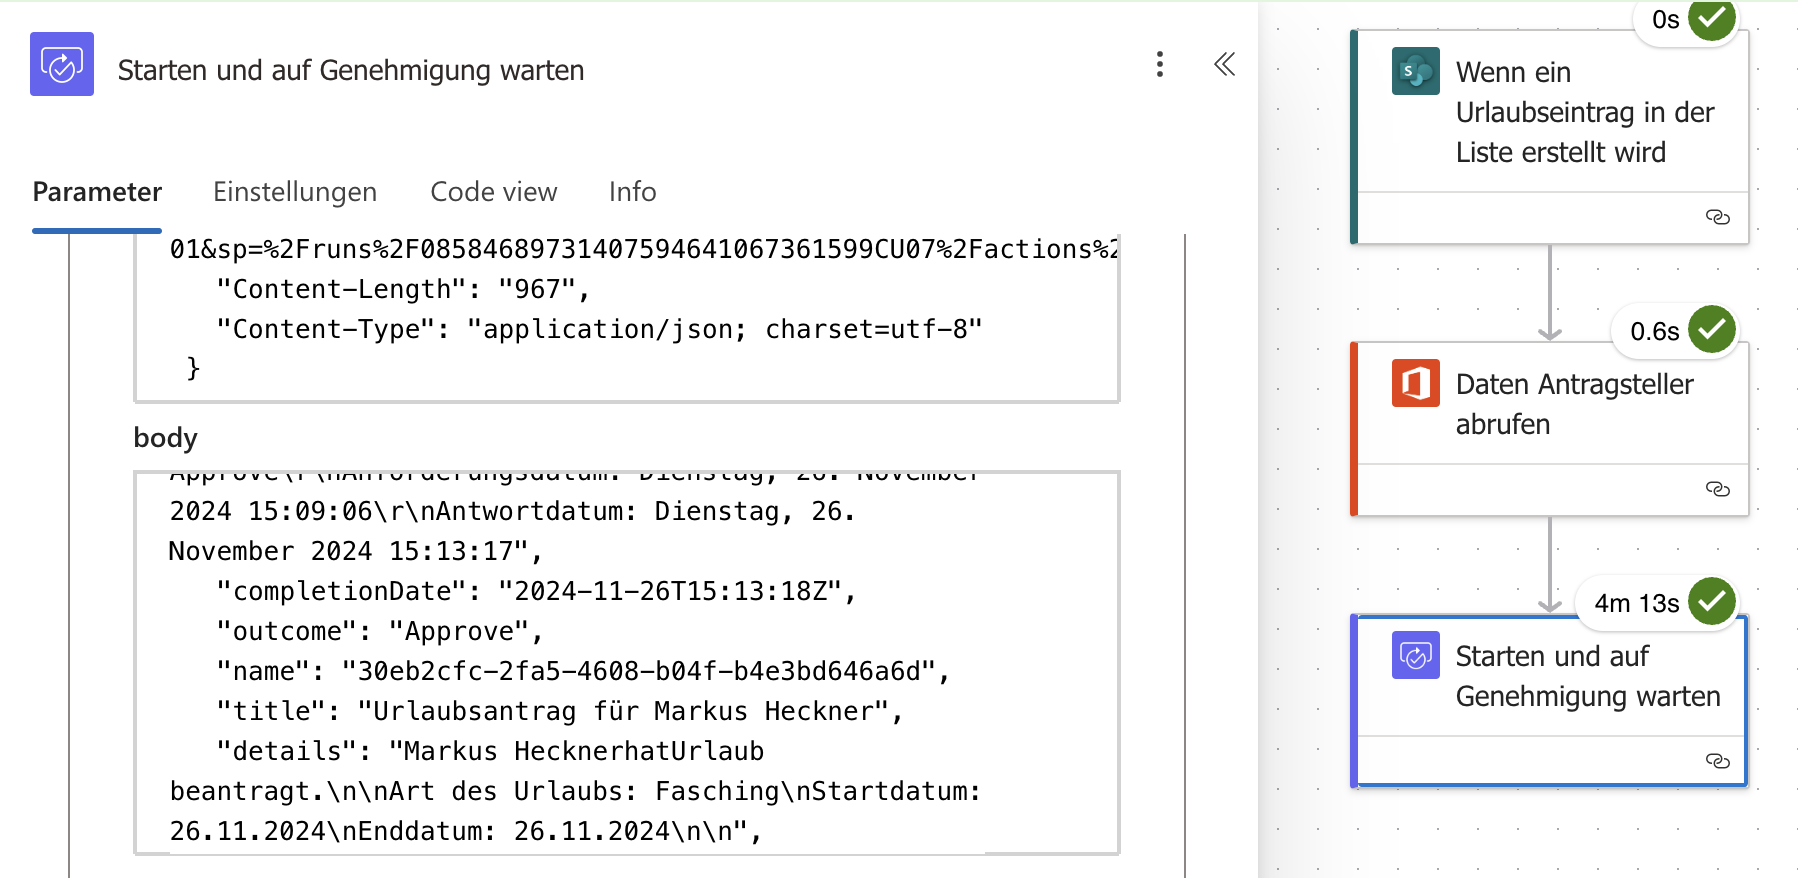 Starten und auf Genehmigung warten
Parameter
Einstellungen
Code view
Info
01&sp=%2Fruns%2F08584689731407594641067361599CU07%2Factions%2
"Content-Length": "967",
"Content-Type": "application/json; charset=utf-8"
}
body
Approve\r\nAnforderungsdatum: Dienstag, 26. November
2024 15:09:06\r\nAntwortdatum: Dienstag, 26.
November 2024 15:13:17",
"completionDate": "2024-11-26T15:13:18Z",
"outcome": "Approve",
"name": "30eb2cfc-2fa5-4608-b04f-b4e3bd646a6d",
"title": "Urlaubsantrag für Markus Heckner",
"details": "Markus HecknerhatUrlaub
beantragt.\n\nArt des Urlaubs: Fasching\nStartdatum:
26.11.2024\nEnddatum: 26.11.2024\n\n",
0s
S
Wenn ein
Urlaubseintrag in der
Liste erstellt wird
0.6s
Daten Antragsteller
abrufen
4m 13s
Starten und auf
Genehmigung warten